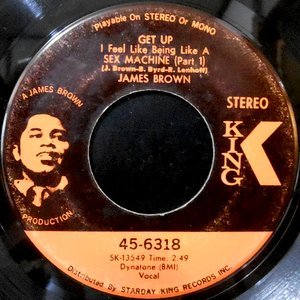 Playable On STEREO Or MONO
GET UP
I Feel Like Being Like A
SEX MACHINE (Part 1)
(J. Brown-B. Byrd-R. Lenhoff)
JAMES BROWN
A JAMES BROWN
PRODUCTION
STEREO
KING
45-6318
SK-13549 Time: 2:49
Dynatone (BMI)
Vocal
Distributed By STARDAY KING RECORDS INC.